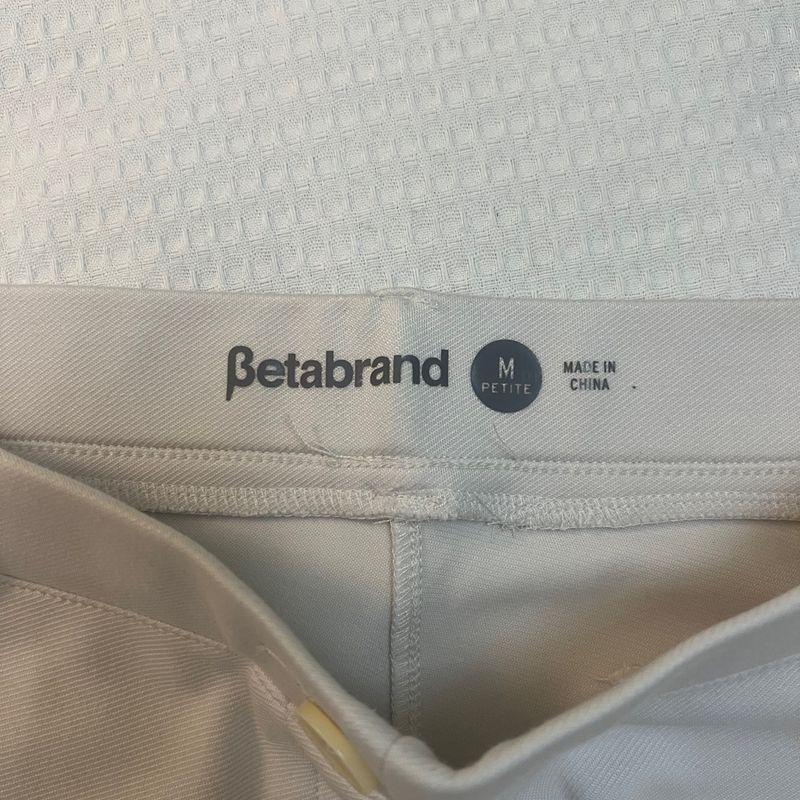 βetabrand
M
PETITE
MADE IN
CHINA